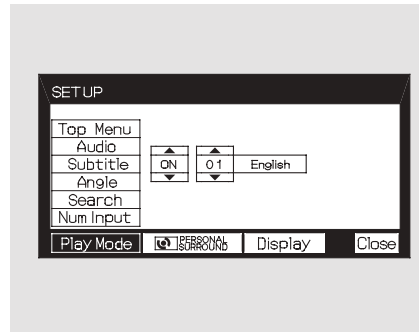 SETUP
Top Menu
Audio
Subtitle ON 01 English
Angle
Search
Num Input
Play Mode PERSONAL SURROUND Display Close